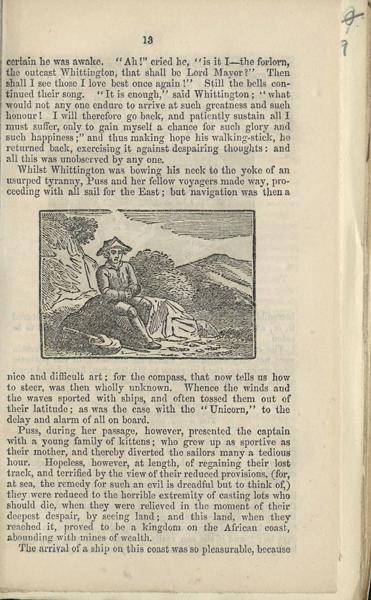 13
certain he was awake. "Ah!" cried he, "is it I—the forlorn,
the outcast Whittington, that shall be Lord Mayor?" Then
shall I see those I love best once again!" Still the bells con-
tinued their song. "It is enough," said Whittington; "what
would not any one endure to arrive at such greatness and such
honour! I will therefore go back, and patiently sustain all I
must suffer, only to gain myself a chance for such glory and
such happiness;" and thus making hope his walking-stick, he
returned back, exercising it against despairing thoughts: and
all this was unobserved by any one.
Whilst Whittington was bowing his neck to the yoke of an
usurped tyranny, Puss and her fellow voyagers made way, pro-
ceeding with all sail for the East; but navigation was then a
nice and difficult art; for the compass, that now tells us how
to steer, was then wholly unknown. Whence the winds and
the waves sported with ships, and often tossed them out of
their latitude; as was the case with the "Unicorn," to the
delay and alarm of all on board.
Puss, during her passage, however, presented the captain
with a young family of kittens; who grew up as sportive as
their mother, and thereby diverted the sailors many a tedious
hour. Hopeless, however, at length, of regaining their lost
track, and terrified by the view of their reduced provisions, (for,
at sea, the remedy for such an evil is dreadful but to think of,)
they were reduced to the horrible extremity of casting lots who
should die, when they were relieved in the moment of their
deepest despair, by seeing land; and this land, when they
reached it, proved to be a kingdom on the African coast,
abounding with mines of wealth.
The arrival of a ship on this coast was so pleasurable, because